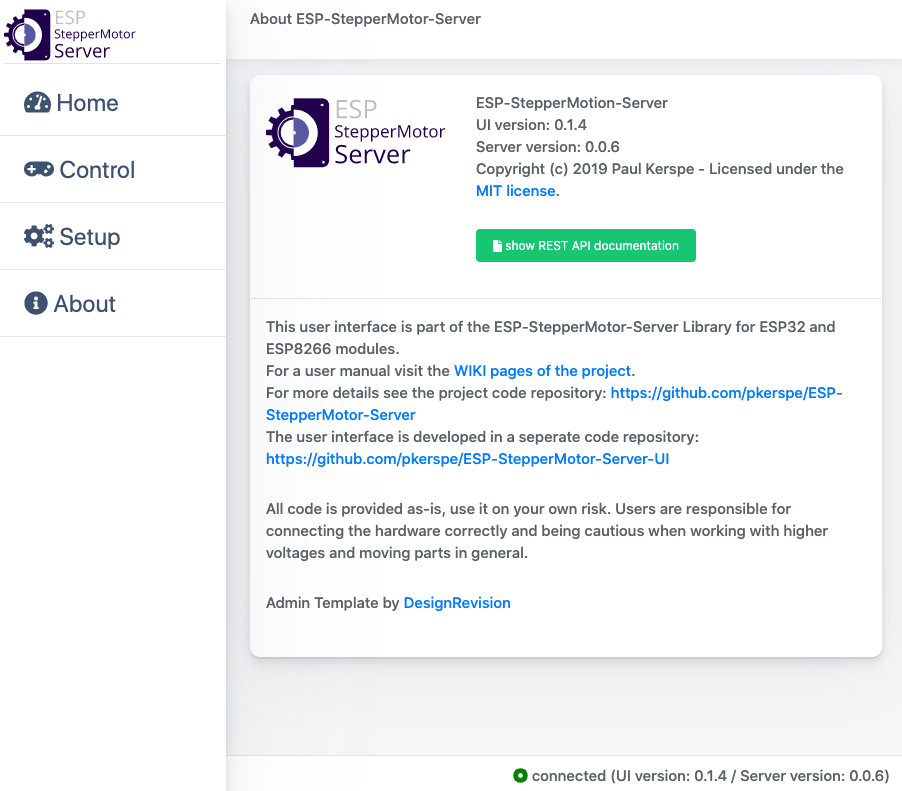 ESP
StepperMotor
Server
Home
Control
Setup
About
About ESP-StepperMotor-Server
ESP
StepperMotor
Server
ESP-StepperMotion-Server
UI version: 0.1.4
Server version: 0.0.6
Copyright (c) 2019 Paul Kerspe - Licensed under the
MIT license.
show REST API documentation
This user interface is part of the ESP-StepperMotor-Server Library for ESP32 and
ESP8266 modules.
For a user manual visit the WIKI pages of the project.
For more details see the project code repository: https://github.com/pkerspe/ESP-
StepperMotor-Server
The user interface is developed in a seperate code repository:
https://github.com/pkerspe/ESP-StepperMotor-Server-UI
All code is provided as-is, use it on your own risk. Users are responsible for
connecting the hardware correctly and being cautious when working with higher
voltages and moving parts in general.
Admin Template by DesignRevision
connected (UI version: 0.1.4 / Server version: 0.0.6)